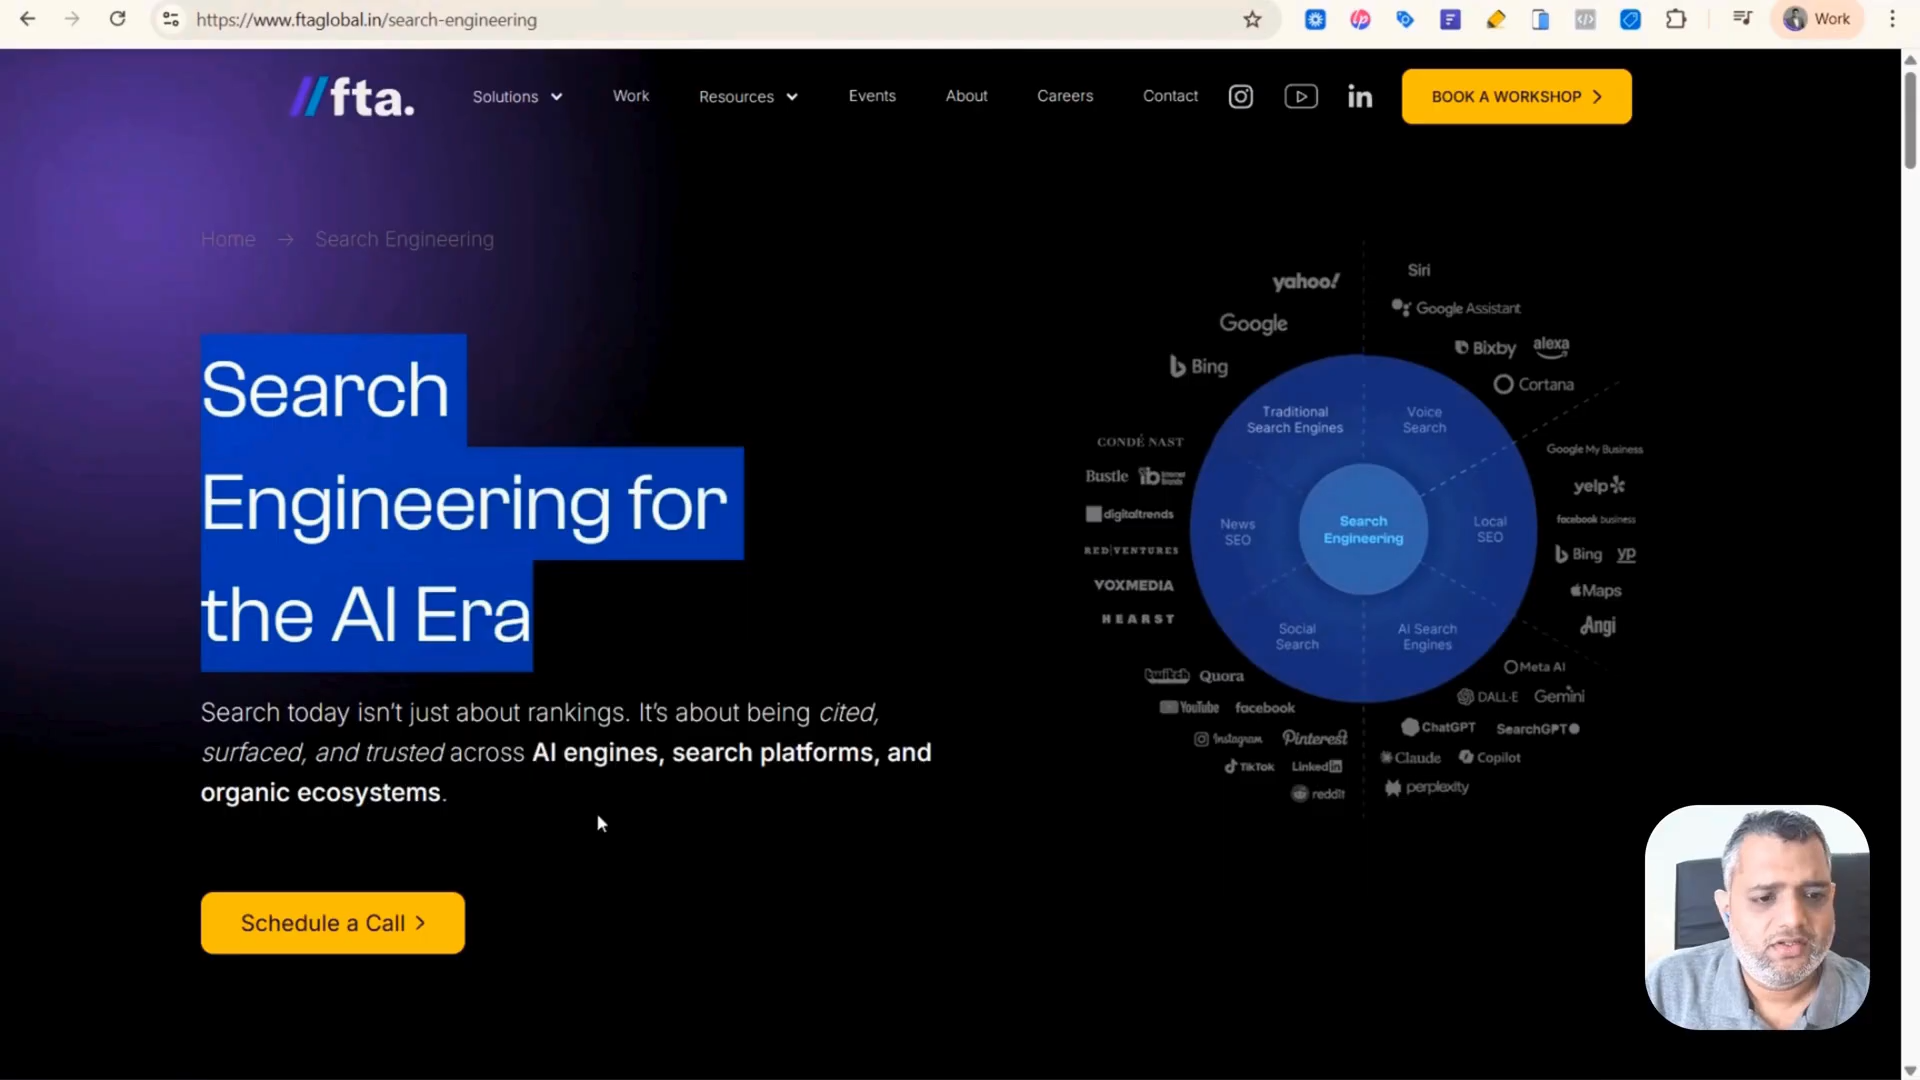 https://www.ftaglobal.in/search-engineering
Work
//fta.
Solutions
Work
Resources
Events
About
Careers
Contact
in
BOOK A WORKSHOP >
Home → Search Engineering
Search
Engineering for
the AI Era
Search today isn't just about rankings. It's about being cited,
surfaced, and trusted across AI engines, search platforms, and
organic ecosystems.
Schedule a Call >
yahoo!
Google
Bing
Siri
Google Assistant
Bixby
alexa
Cortana
CONDÉ NAST
Bustle
digitaltrends
RED|VENTURES
VOXMEDIA
HEARST
Traditional
Search Engines
Voice
Search
News
SEO
Search
Engineering
Local
SEO
Social
Search
AI Search
Engines
Google My Business
yelp
facebook business
Bing
yp
Maps
Angi
twitch
Quora
YouTube
facebook
Instagram
Pinterest
TikTok
LinkedIn
reddit
Meta AI
DALL·E
Gemini
ChatGPT
SearchGPT
Claude
Copilot
perplexity